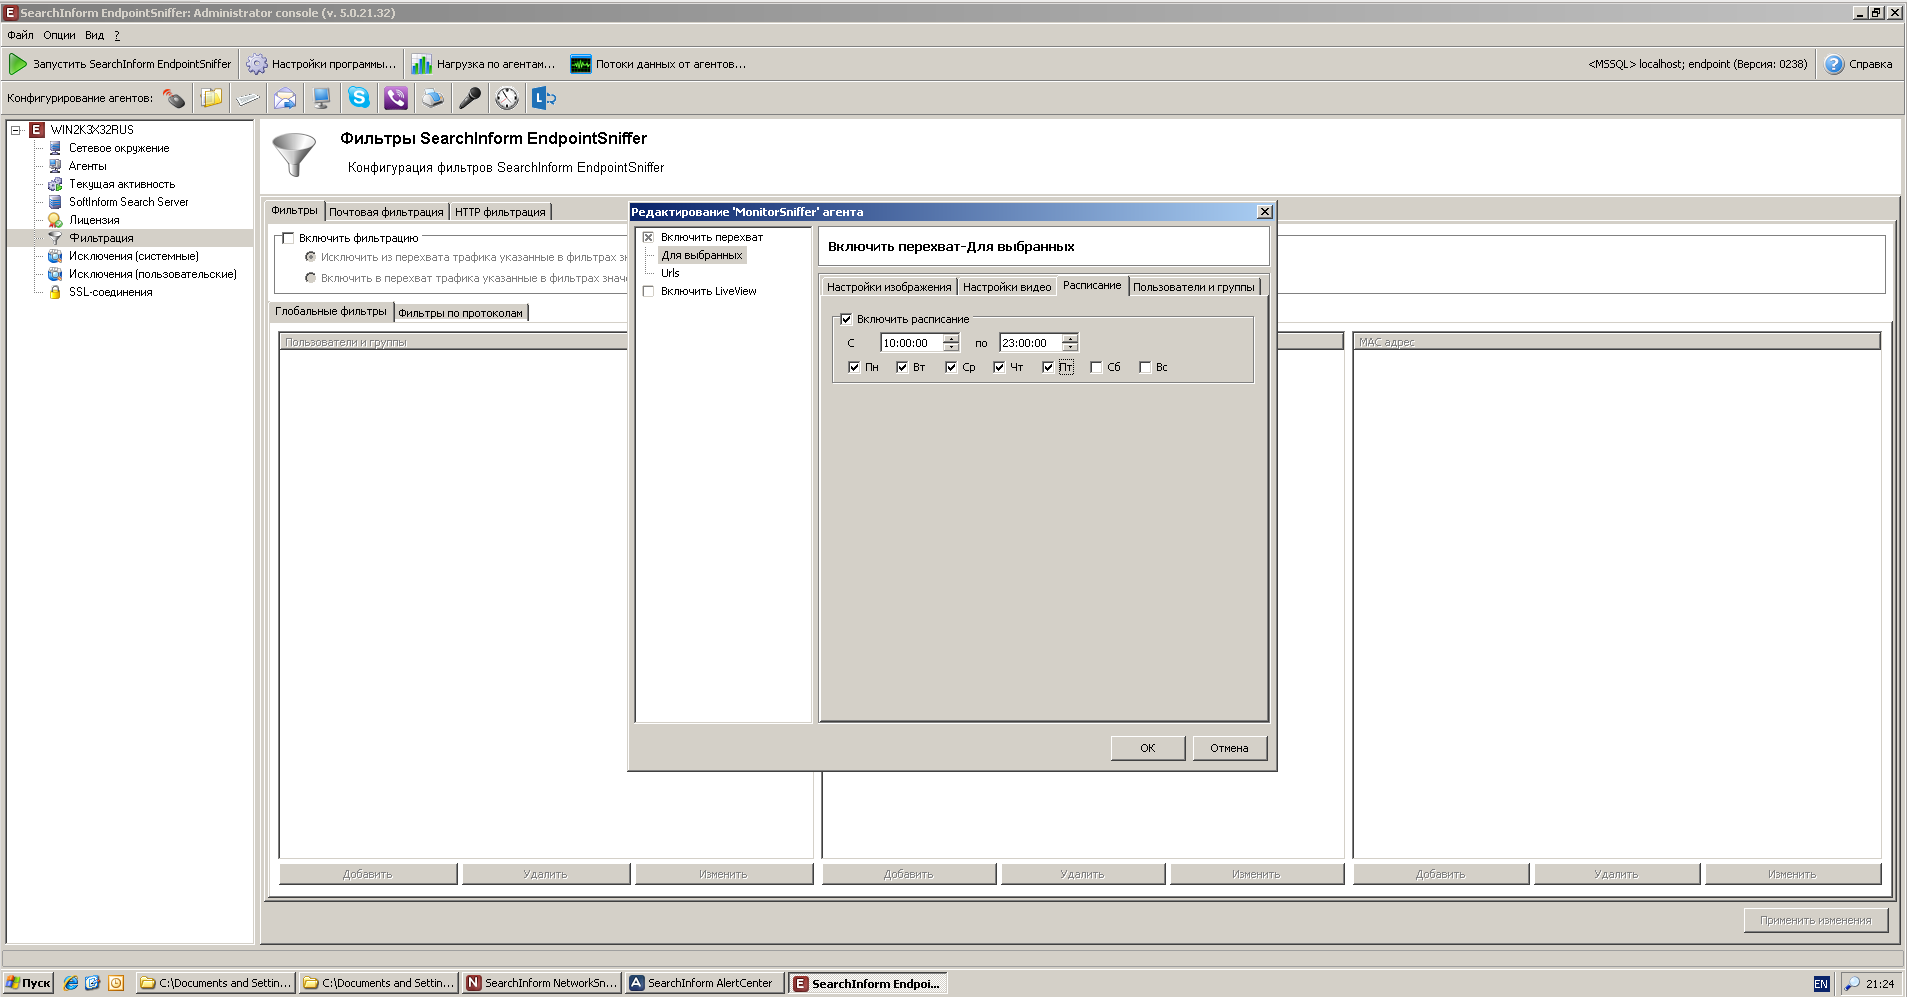 SearchInform EndpointSniffer: Administrator console (v. 5.0.21.32)
Файл Опции Вид ?
Запустить SearchInform EndpointSniffer Настройки программы... Нагрузка по агентам... Потоки данных от агентов... <MSSQL> localhost; endpoint (Версия: 0238) Справка
Конфигурирование агентов:
WIN2K3X32RUS
Сетевое окружение
Агенты
Текущая активность
SoftInform Search Server
Лицензия
Фильтрация
Исключения (системные)
Исключения (пользовательские)
SSL-соединения
Фильтры SearchInform EndpointSniffer
Конфигурация фильтров SearchInform EndpointSniffer
Фильтры Почтовая фильтрация HTTP фильтрация
Включить фильтрацию
Исключить из перехвата трафика указанные в фильтрах зн
Включить в перехват трафика указанные в фильтрах знач
Глобальные фильтры Фильтры по протоколам
Пользователи и группы MAC адрес
Редактирование 'MonitorSniffer' агента
Включить перехват
Для выбранных
Urls
Включить LiveView
Включить перехват-Для выбранных
Настройки изображения Настройки видео Расписание Пользователи и группы
Включить расписание
С 10:00:00 по 23:00:00
Пн Вт Ср Чт Пт Сб Вс
OK Отмена
Добавить Удалить Изменить Добавить Удалить Изменить Добавить Удалить Изменить
Применить изменения
Пуск C:\Documents and Settin... C:\Documents and Settin... SearchInform NetworkSn... SearchInform AlertCenter SearchInform Endpoi... EN 21:24